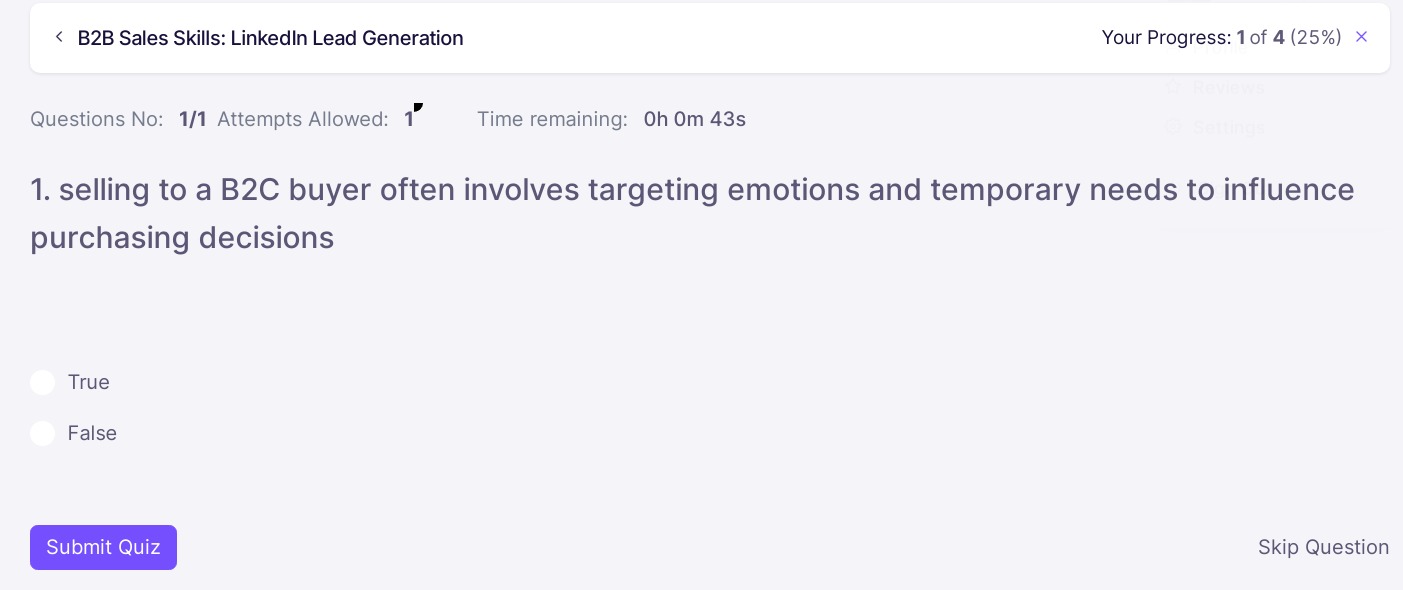 B2B Sales Skills: LinkedIn Lead Generation
Your Progress: 1 of 4 (25%)
Reviews
Questions No: 1/1 Attempts Allowed: 1 Time remaining: 0h 0m 43s
Settings
1. selling to a B2C buyer often involves targeting emotions and temporary needs to influence
purchasing decisions
True
False
Submit Quiz
Skip Question